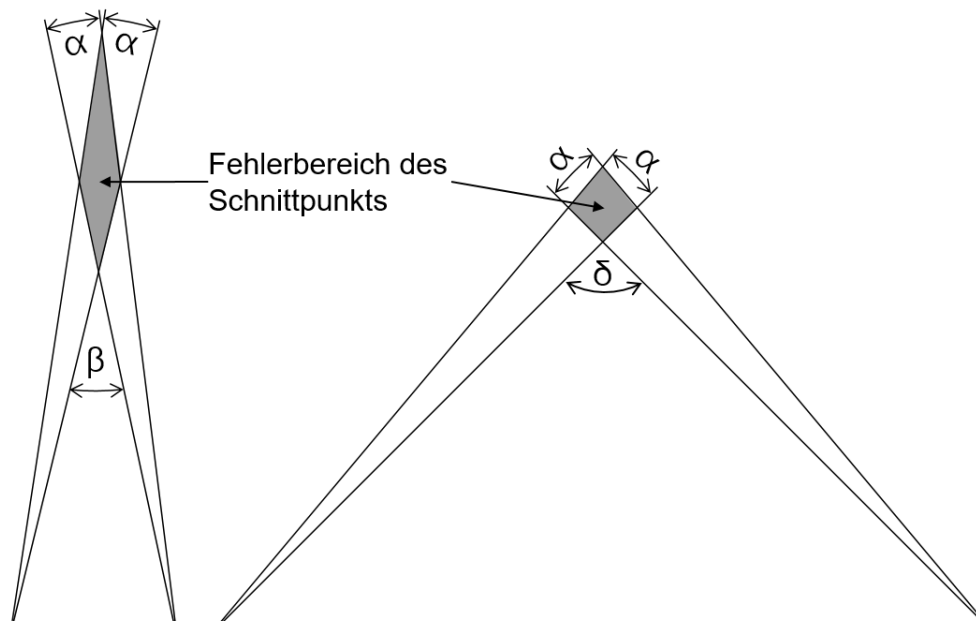 α α
Fehlerbereich des
Schnittpunkts
α α
δ
β